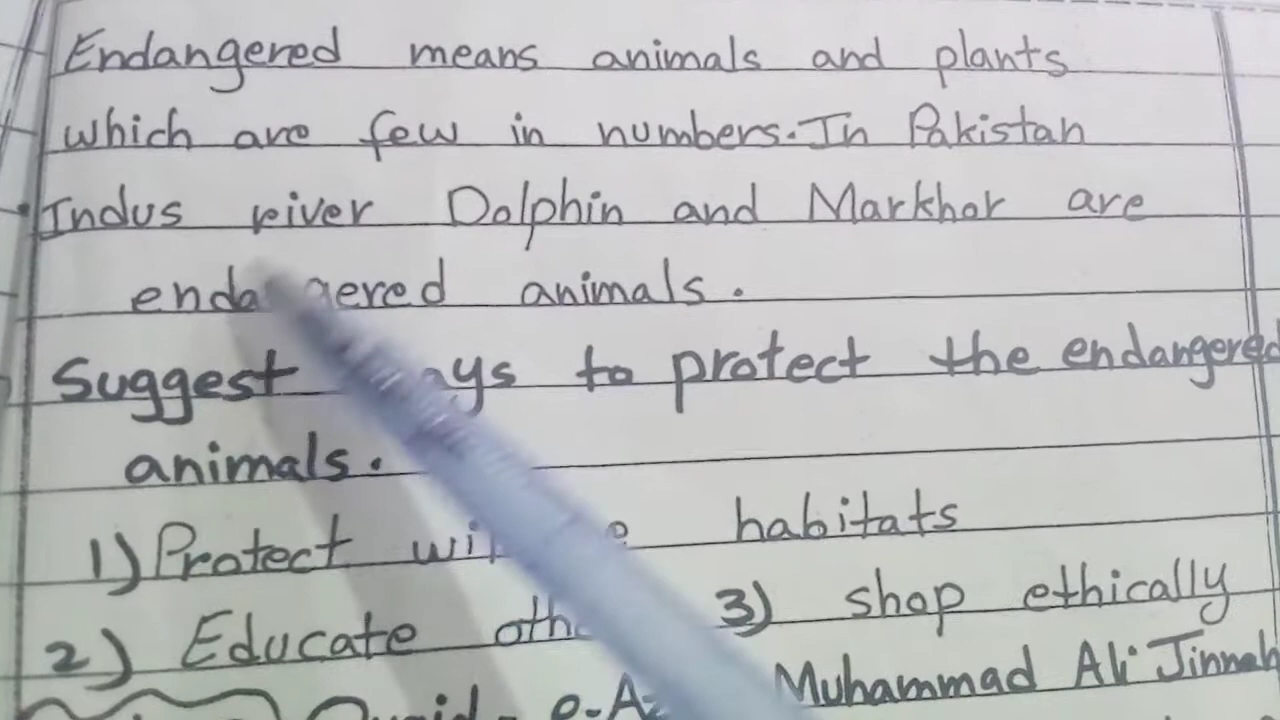 Endangered means animals and plants
which are few in numbers. In Pakistan
Indus river Dolphin and Markhor are
endangered animals.
Suggest to protect the endangered
animals.
1) Protect habitats
2) Educate 3) shop ethically
Muhammad Ali Jinnah